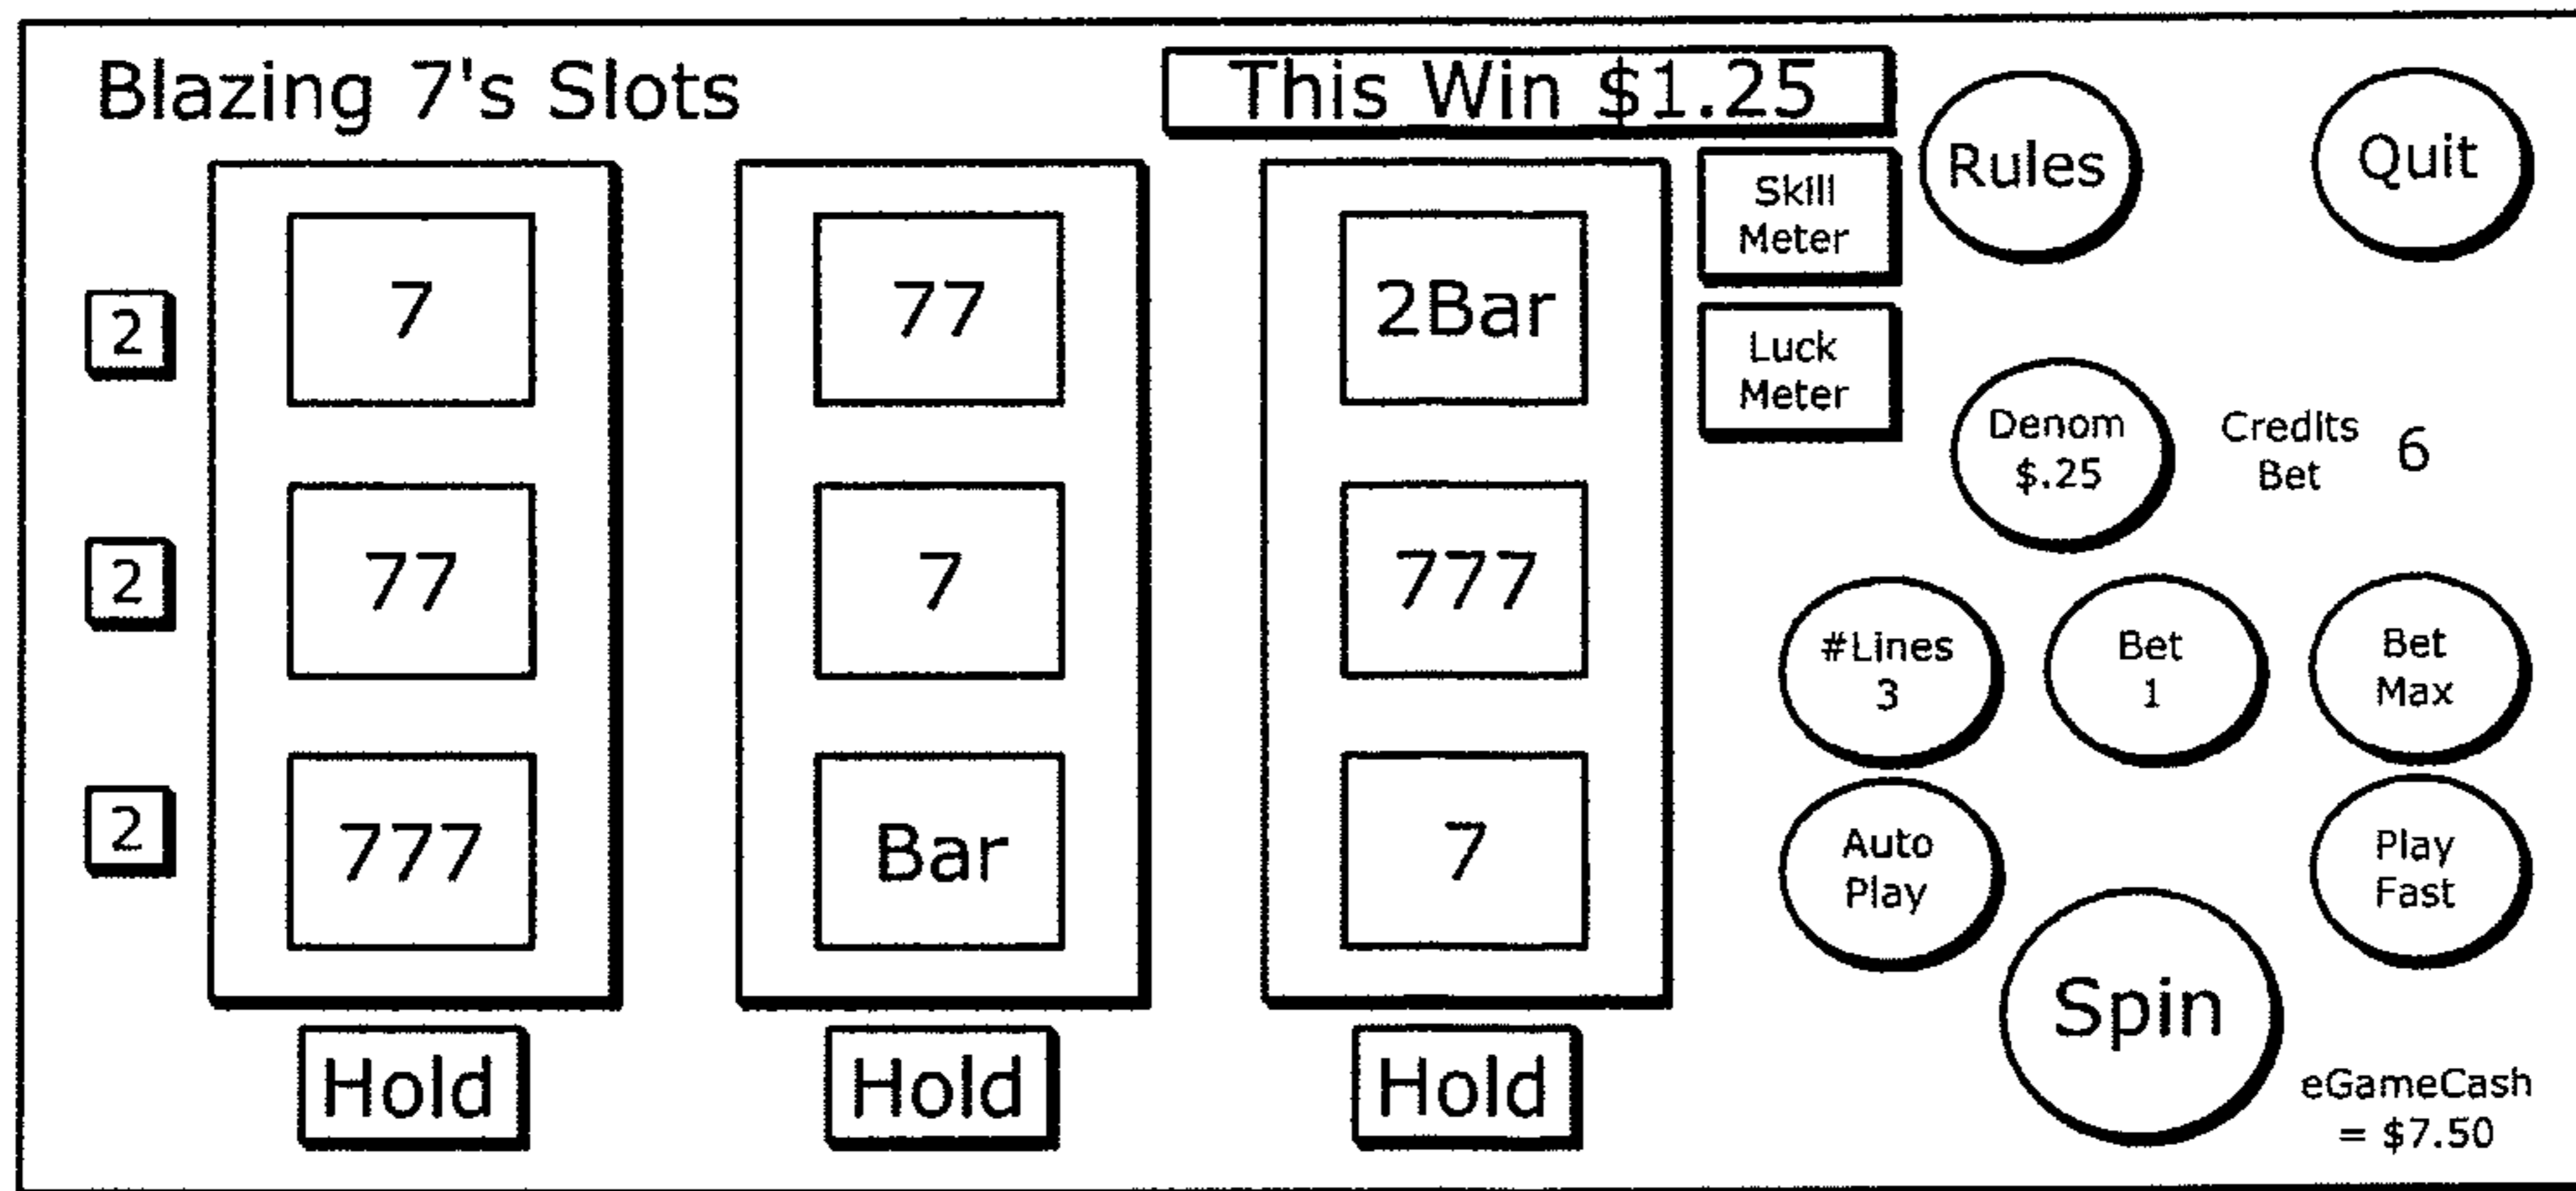 Blazing 7's Slots
This Win $1.25
Rules
Quit
Skill
Meter
Luck
Meter
2
7
77
2Bar
Denom
$.25
Credits
Bet
6
2
77
7
777
#Lines
3
Bet
1
Bet
Max
2
777
Bar
7
Auto
Play
Play
Fast
Spin
Hold
Hold
Hold
eGameCash
= $7.50